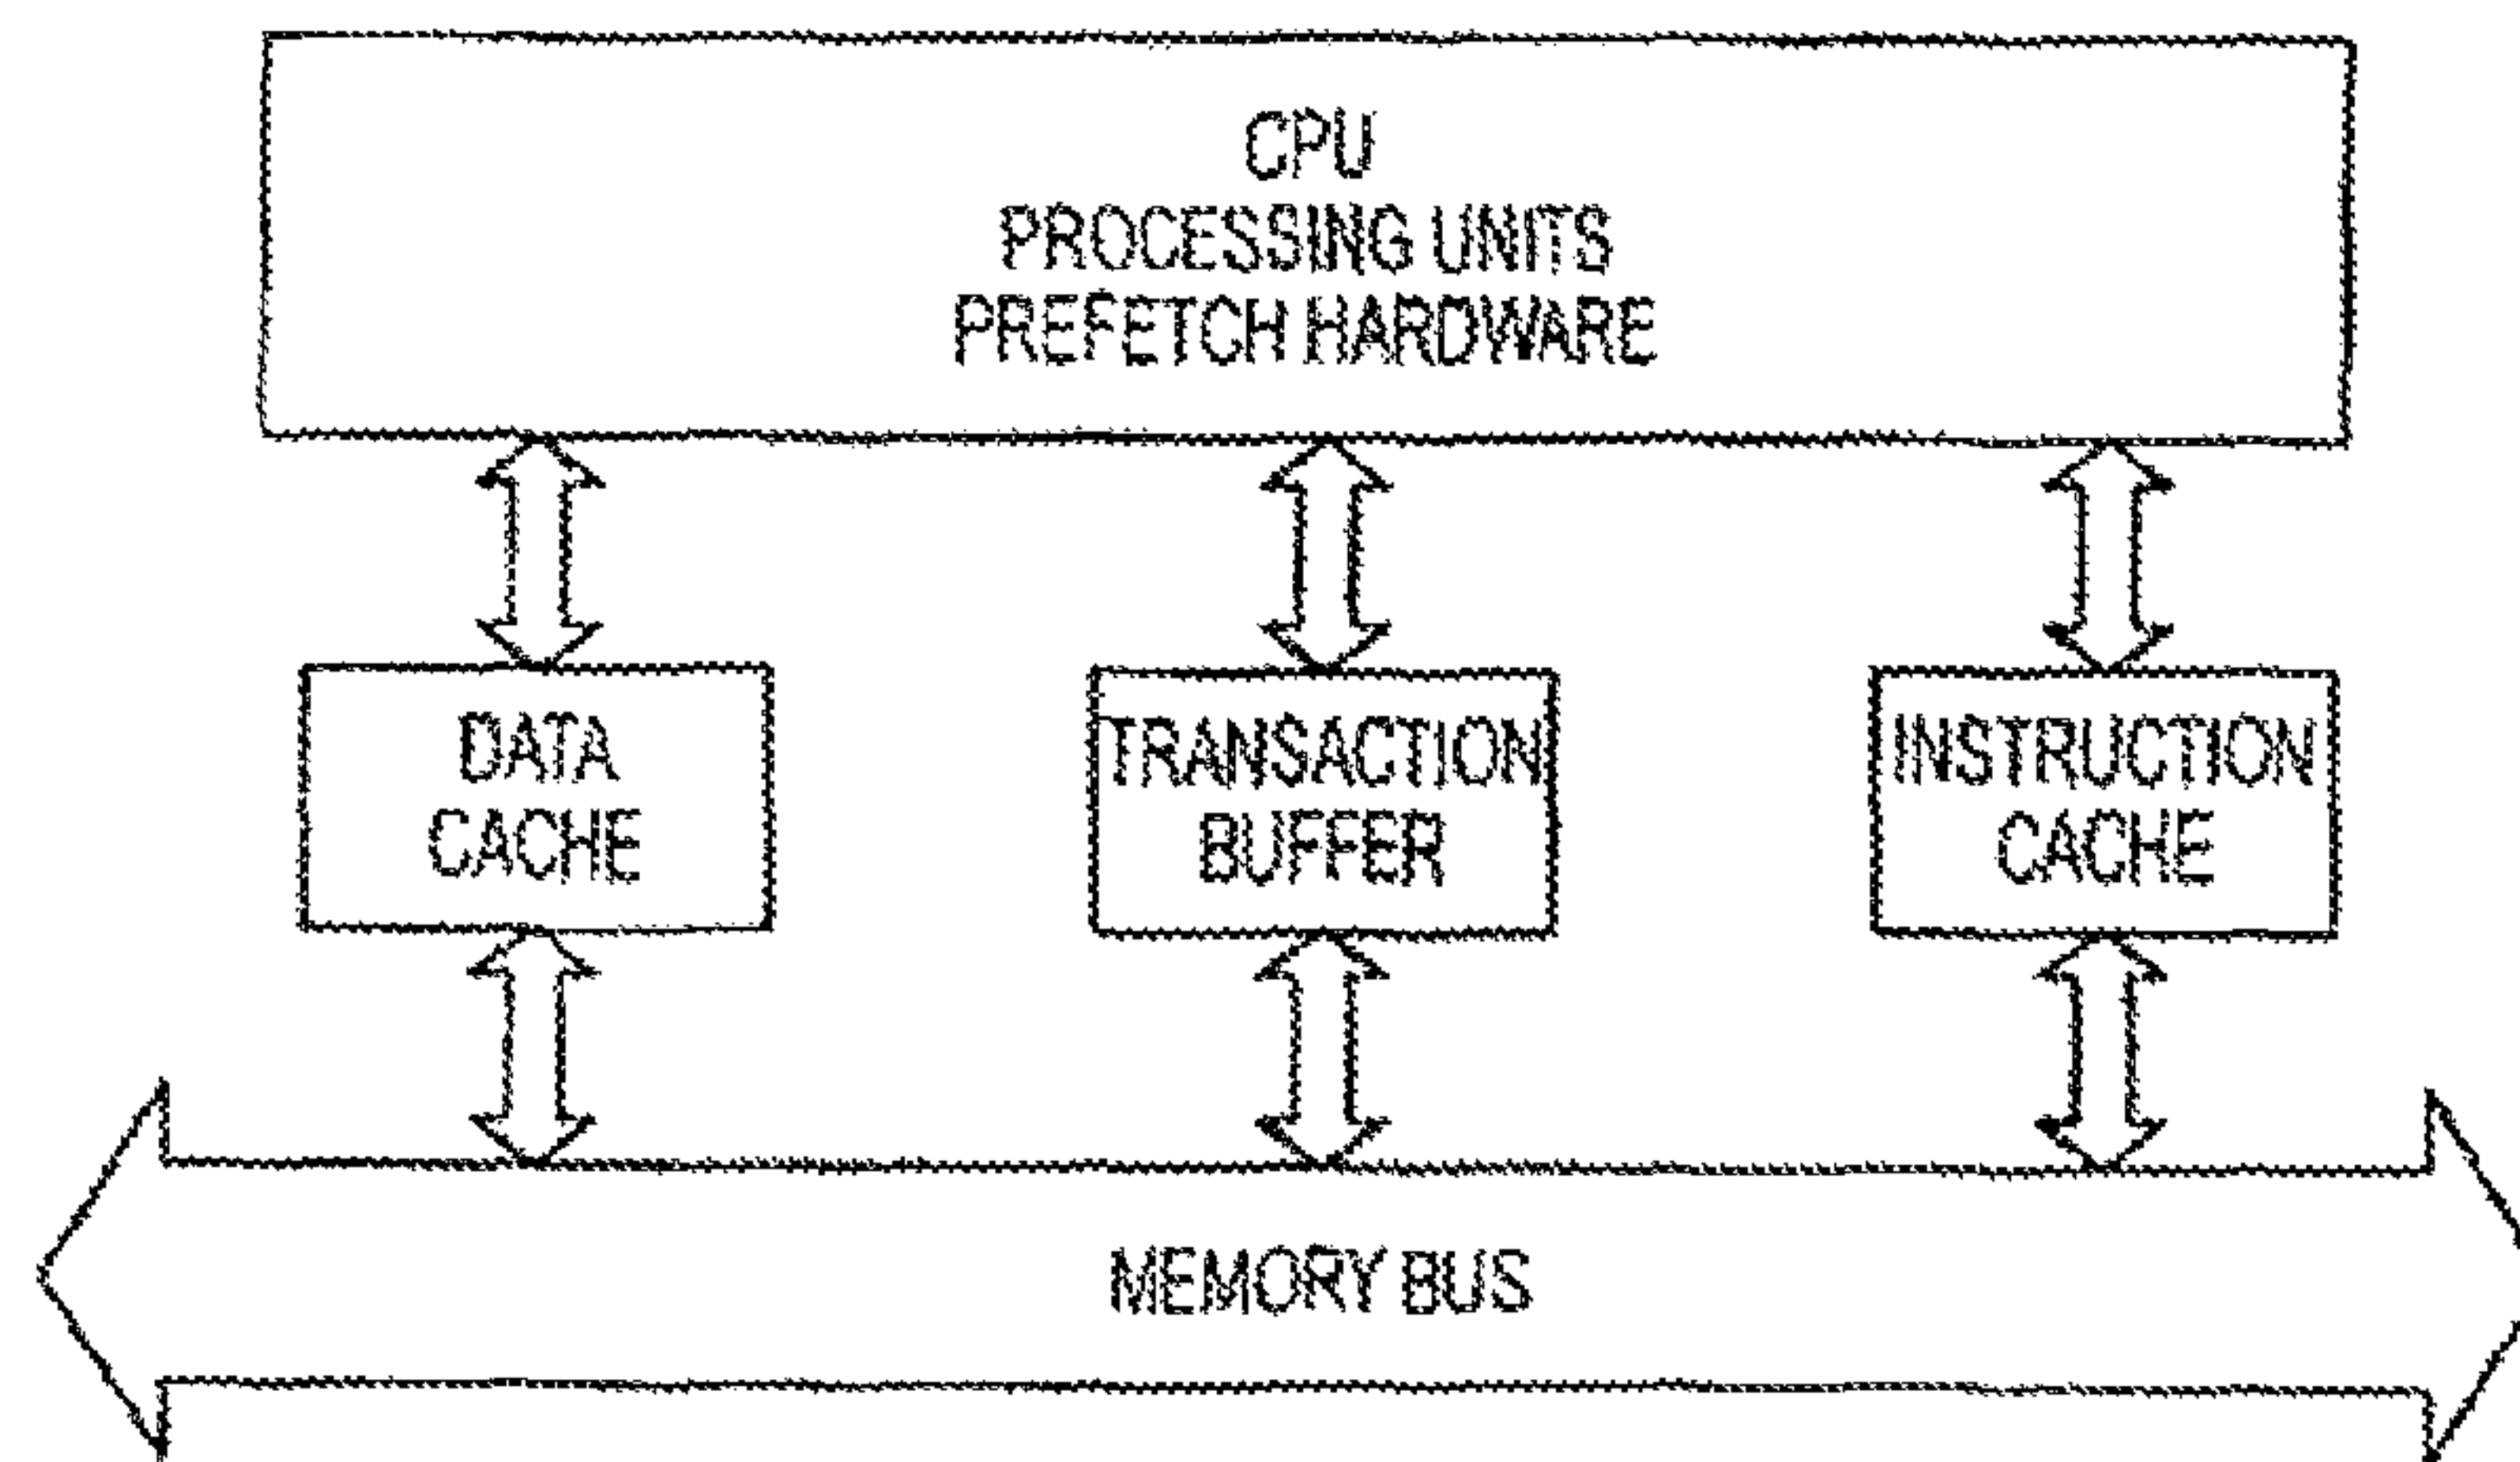 CPU
PROCESSING UNITS
PREFETCH HARDWARE
DATA
CACHE
TRANSACTION
BUFFER
INSTRUCTION
CACHE
MEMORY BUS